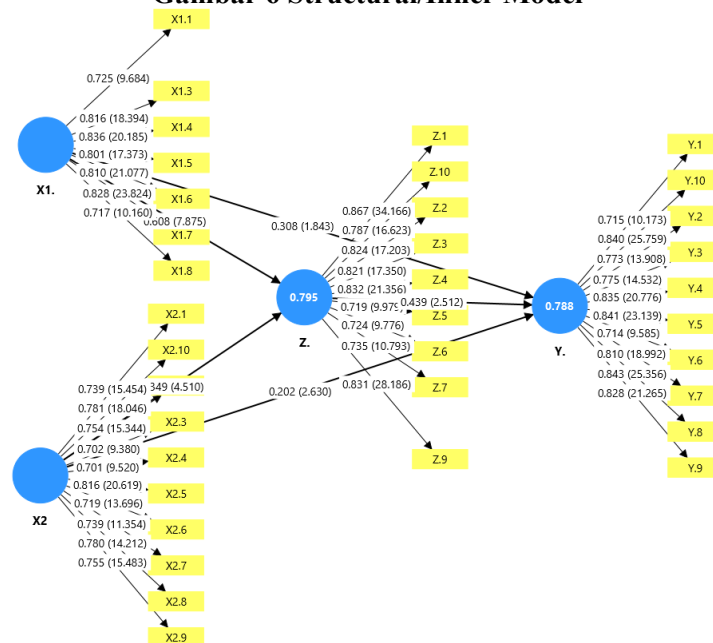 Gambar 6 Structural/Inner Model
X1.1
0.725 (9.684)
X1.3
0.816 (18.394)
X1.4
0.836 (20.185)
0.801 (17.373)
X1.5
0.810 (21.077)
0.828 (23.824)
X1.6
0.717 (10.160)
0.608 (7.875)
X1.7
X1.8
X1.
0.308 (1.843)
X2.1
X2.10
0.739 (15.454)
349 (4.510)
0.781 (18.046)
X2.3
0.754 (15.344)
0.702 (9.380)
X2.4
0.701 (9.520)
0.816 (20.619)
X2.5
0.719 (13.696)
X2.6
0.739 (11.354)
0.780 (14.212)
X2.7
0.755 (15.483)
X2.8
X2.9
X2
0.202 (2.630)
Z.1
Z.10
0.867 (34.166)
Z.2
0.787 (16.623)
0.824 (17.203)
Z.3
0.821 (17.350)
0.832 (21.356)
Z.4
0.719 (9.979)
0.439 (2.512)
Z.5
0.724 (9.776)
0.735 (10.793)
Z.6
0.831 (28.186)
Z.7
Z.9
0.795
Z.
Y.1
Y.10
0.715 (10.173)
Y.2
0.840 (25.759)
0.773 (13.908)
Y.3
0.775 (14.532)
0.835 (20.776)
Y.4
0.841 (23.139)
Y.5
0.714 (9.585)
0.810 (18.992)
Y.6
0.843 (25.356)
0.828 (21.265)
Y.7
Y.8
Y.9
0.788
Y.